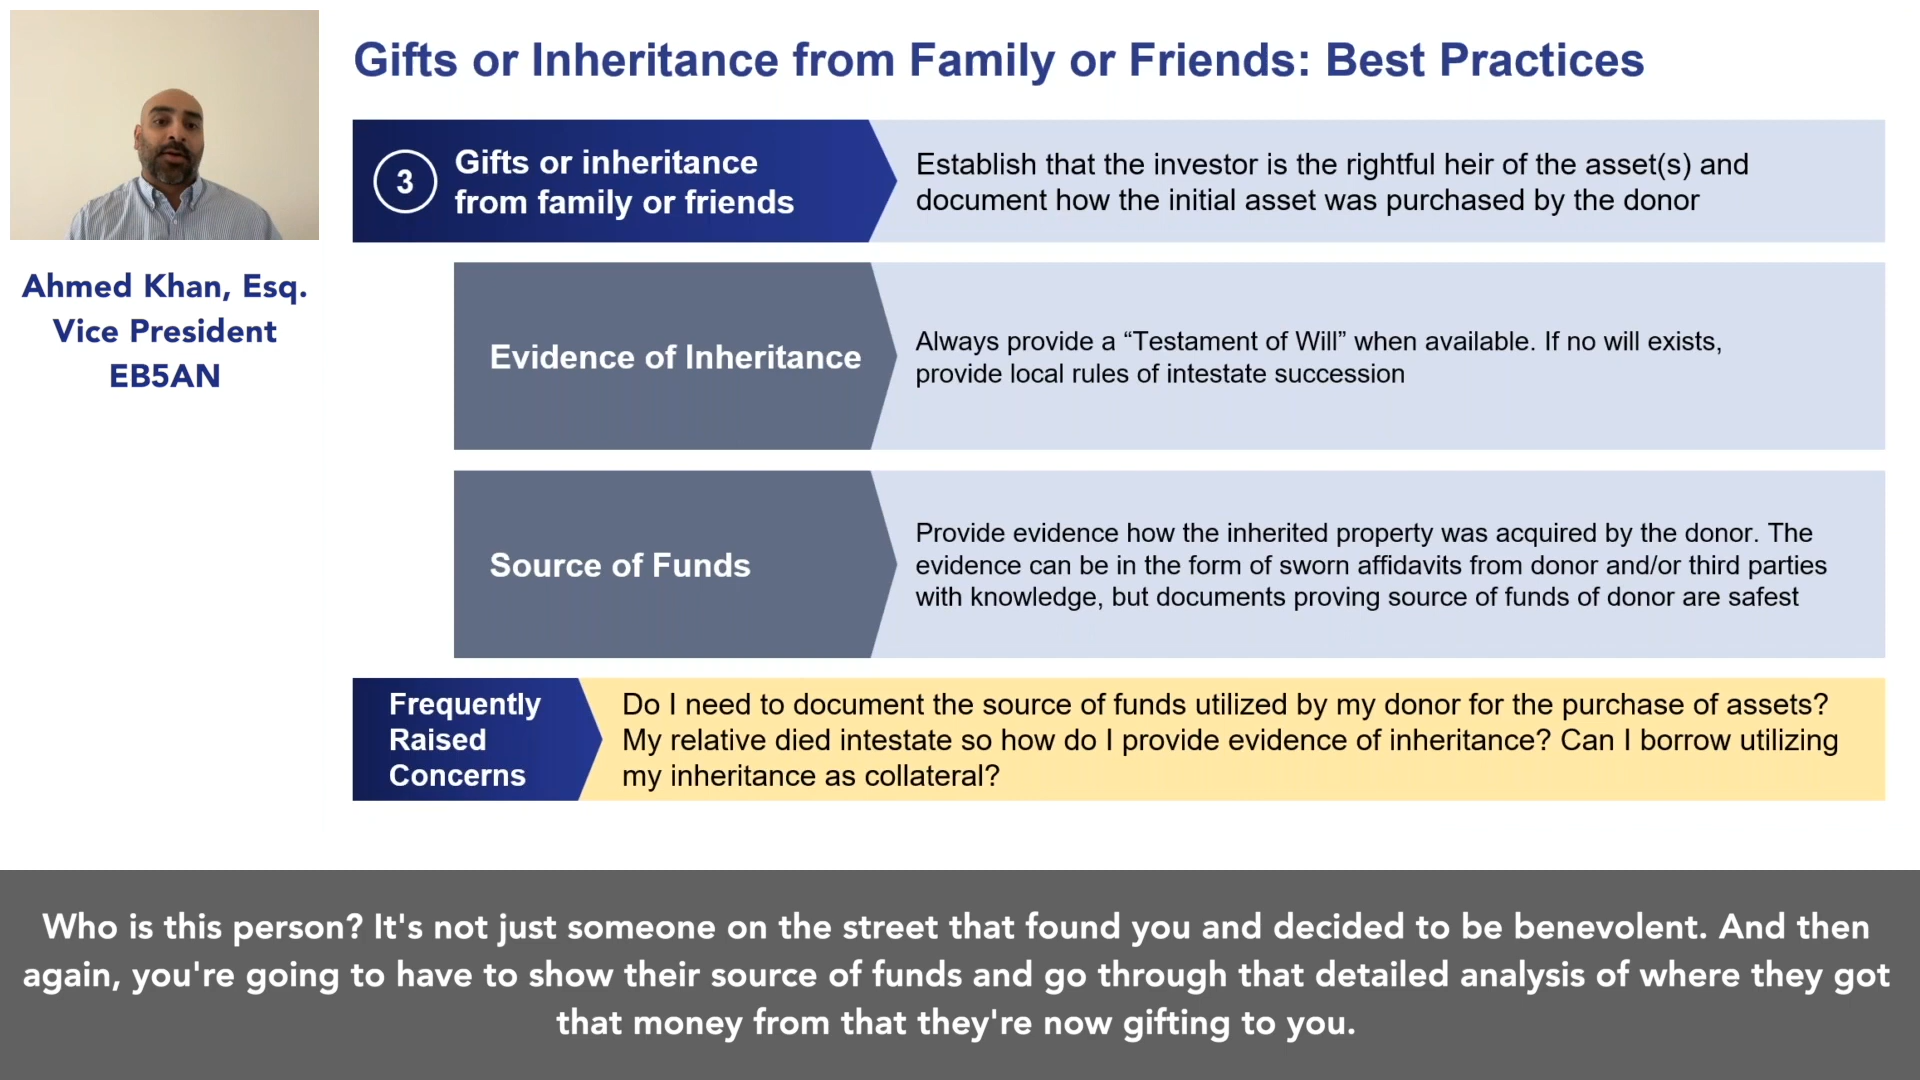 Gifts or Inheritance from Family or Friends: Best Practices
Ahmed Khan, Esq.
Vice President
EB5AN
3
Gifts or inheritance
from family or friends
Establish that the investor is the rightful heir of the asset(s) and
document how the initial asset was purchased by the donor
Evidence of Inheritance
Always provide a “Testament of Will” when available. If no will exists,
provide local rules of intestate succession
Source of Funds
Provide evidence how the inherited property was acquired by the donor. The
evidence can be in the form of sworn affidavits from donor and/or third parties
with knowledge, but documents proving source of funds of donor are safest
Frequently
Raised
Concerns
Do I need to document the source of funds utilized by my donor for the purchase of assets?
My relative died intestate so how do I provide evidence of inheritance? Can I borrow utilizing
my inheritance as collateral?
Who is this person? It's not just someone on the street that found you and decided to be benevolent. And then
again, you're going to have to show their source of funds and go through that detailed analysis of where they got
that money from that they're now gifting to you.